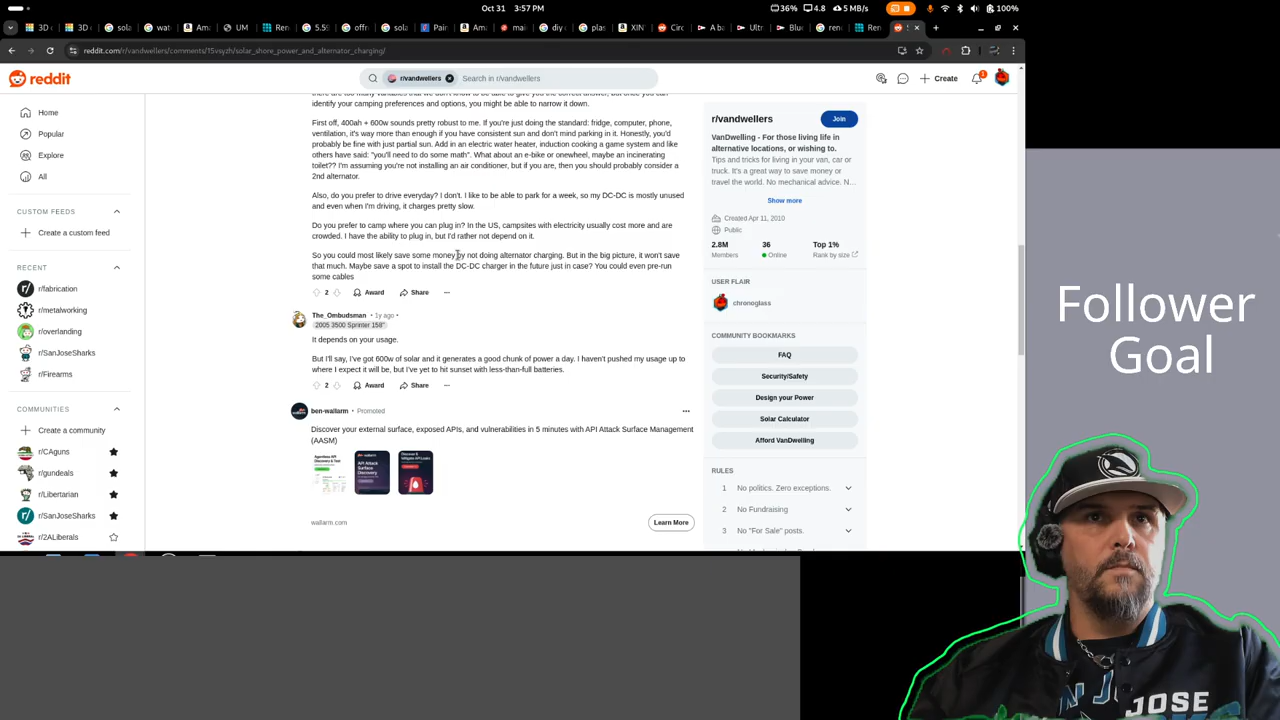 Oct 31 3:57 PM
36% 4.8 5 MB/s 100%
reddit.com/r/vandwellers/comments/15vsyzh/solar_shore_power_and_alternator_charging/
reddit
r/vandwellers
Search in r/vandwellers
Create
1
Home
Popular
Explore
All
CUSTOM FEEDS
Create a custom feed
RECENT
r/fabrication
r/metalworking
r/overlanding
r/SanJoseSharks
r/Firearms
COMMUNITIES
Create a community
r/CAguns
r/gundeals
r/Libertarian
r/SanJoseSharks
r/2ALiberals
identify your camping preferences and options, you might be able to narrow it down.
First off, 400ah + 600w sounds pretty robust to me. If you're just doing the standard: fridge, computer, phone,
ventilation, it's way more than enough if you have consistent sun and don't mind parking in it. Honestly, you'd
probably be fine with just partial sun. Add in an electric water heater, induction cooking a game system and like
others have said: "you'll need to do some math". What about an e-bike or onewheel, maybe an incinerating
toilet?? I'm assuming you're not installing an air conditioner, but if you are, then you should probably consider a
2nd alternator.
Also, do you prefer to drive everyday? I don't. I like to be able to park for a week, so my DC-DC is mostly unused
and even when I'm driving, it charges pretty slow.
Do you prefer to camp where you can plug in? In the US, campsites with electricity usually cost more and are
crowded. I have the ability to plug in, but I'd rather not depend on it.
So you could most likely save some money by not doing alternator charging. But in the big picture, it won't save
that much. Maybe save a spot to install the DC-DC charger in the future just in case? You could even pre-run
some cables
2 Award Share
The_Ombudsman • 1y ago •
2005 3500 Sprinter 158"
It depends on your usage.
But I'll say, I've got 600w of solar and it generates a good chunk of power a day. I haven't pushed my usage up to
where I expect it will be, but I've yet to hit sunset with less-than-full batteries.
2 Award Share
ben-wallarm • Promoted
Discover your external surface, exposed APIs, and vulnerabilities in 5 minutes with API Attack Surface Management
(AASM)
wallarm.com
Learn More
r/vandwellers
Join
VanDwelling - For those living life in
alternative locations, or wishing to.
Tips and tricks for living in your van, car or
truck. It's a great way to save money or
travel the world. No mechanical advice. N...
Show more
Created Apr 11, 2010
Public
2.8M 36 Top 1%
Members Online Rank by size
USER FLAIR
chronoglass
COMMUNITY BOOKMARKS
FAQ
Security/Safety
Design your Power
Solar Calculator
Afford VanDwelling
RULES
1 No politics. Zero exceptions.
2 No Fundraising
3 No "For Sale" posts.
Follower
Goal
JOSE